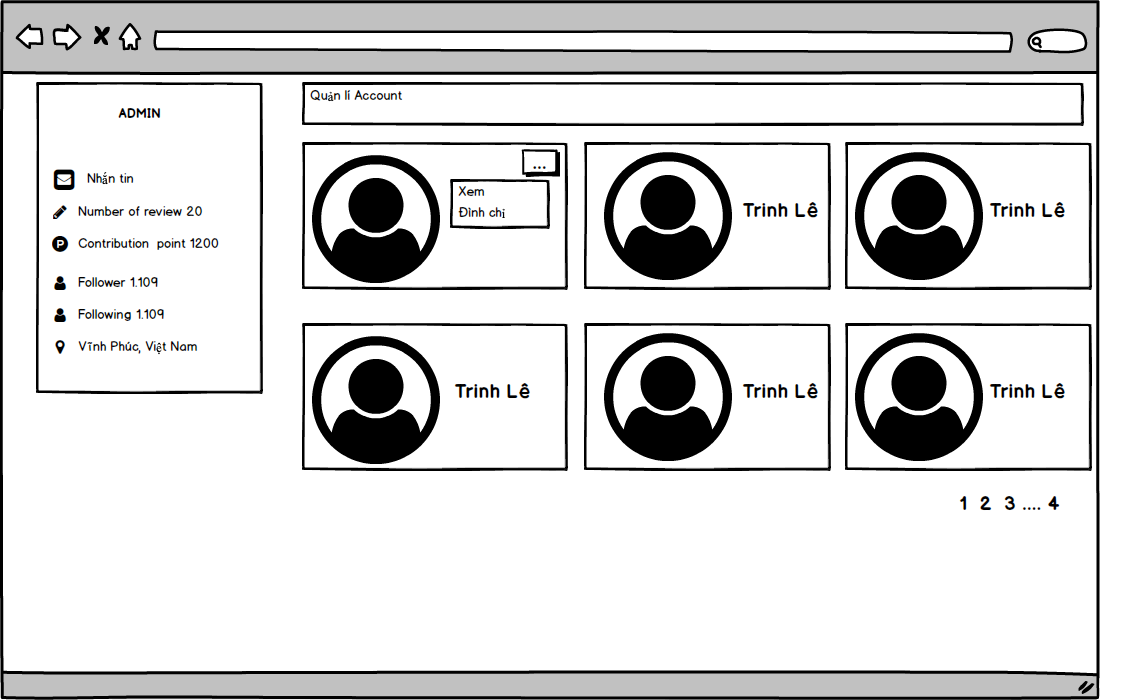 ADMIN
Nhắn tin
Number of review 20
Contribution  point 1200
Follower 1.109
Following 1.109
Vĩnh Phúc, Việt Nam
Quản lí Account
...
Xem
Đình chỉ
Trinh Lê
Trinh Lê
Trinh Lê
Trinh Lê
Trinh Lê
1 2 3 .... 4